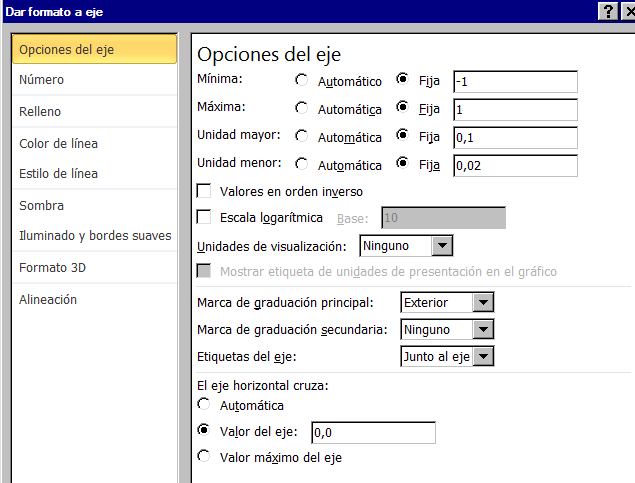 Dar formato a eje
Opciones del eje
Número
Relleno
Color de línea
Estilo de línea
Sombra
Iluminado y bordes suaves
Formato 3D
Alineación
Opciones del eje
Mínima: Automático Fija -1
Máxima: Automática Fija 1
Unidad mayor: Automática Fija 0,1
Unidad menor: Automática Fija 0,02
Valores en orden inverso
Escala logarítmica Base: 10
Unidades de visualización: Ninguno
Mostrar etiqueta de unidades de presentación en el gráfico
Marca de graduación principal: Exterior
Marca de graduación secundaria: Ninguno
Etiquetas del eje: Junto al eje
El eje horizontal cruza:
Automática
Valor del eje: 0,0
Valor máximo del eje